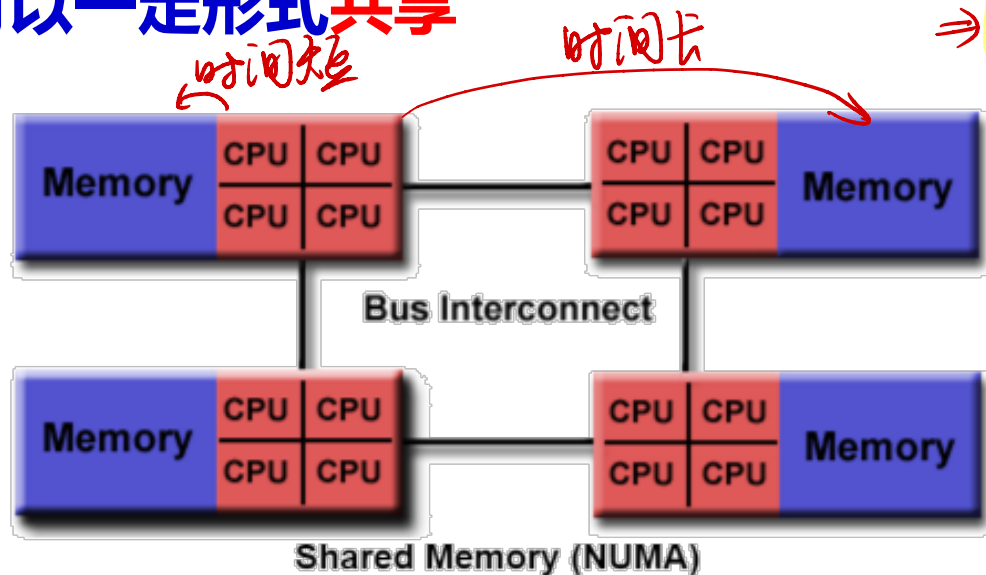 以一定形式共享
时间短
时间长
⇒
Memory CPU CPU CPU CPU
CPU CPU CPU CPU Memory
Bus Interconnect
Memory CPU CPU CPU CPU
CPU CPU CPU CPU Memory
Shared Memory (NUMA)